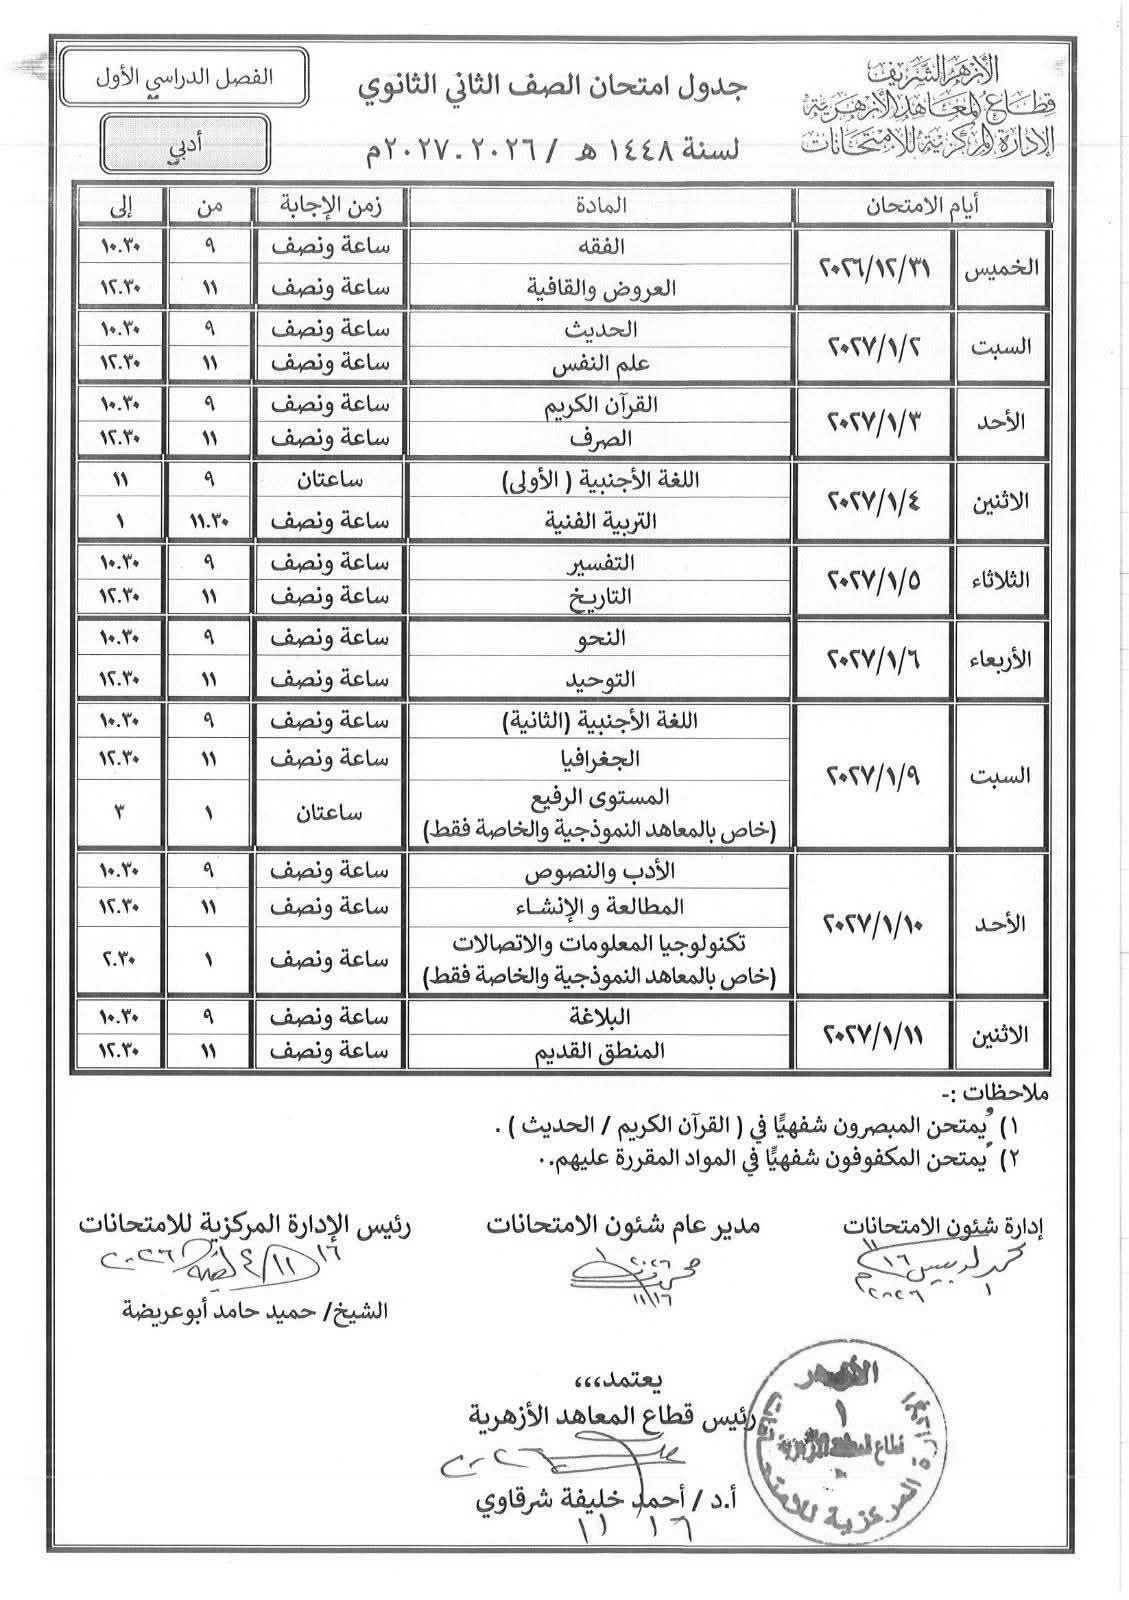 الأزهر الشريف
قطاع المعاهد الأزهرية
الإدارة المركزية للامتحانات
جدول امتحان الصف الثاني الثانوي
لسنة ١٤٤٨ هـ / ٢٠٢٦ـ٢٠٢٧م
الفصل الدراسي الأول
أدبي
أيام الامتحان المادة زمن الإجابة من إلى
الخميس ٢٠٢٦/١٢/٣١ الفقه ساعة ونصف ٩ ١٠.٣٠
العروض والقافية ساعة ونصف ١١ ١٢.٣٠
السبت ٢٠٢٧/١/٢ الحديث ساعة ونصف ٩ ١٠.٣٠
علم النفس ساعة ونصف ١١ ١٢.٣٠
الأحد ٢٠٢٧/١/٣ القرآن الكريم ساعة ونصف ٩ ١٠.٣٠
الصرف ساعة ونصف ١١ ١٢.٣٠
الاثنين ٢٠٢٧/١/٤ اللغة الأجنبية ( الأولى) ساعتان ٩ ١١
التربية الفنية ساعة ونصف ١١.٣٠ ١
الثلاثاء ٢٠٢٧/١/٥ التفسير ساعة ونصف ٩ ١٠.٣٠
التاريخ ساعة ونصف ١١ ١٢.٣٠
الأربعاء ٢٠٢٧/١/٦ النحو ساعة ونصف ٩ ١٠.٣٠
التوحيد ساعة ونصف ١١ ١٢.٣٠
السبت ٢٠٢٧/١/٩ اللغة الأجنبية (الثانية) ساعة ونصف ٩ ١٠.٣٠
الجغرافيا ساعة ونصف ١١ ١٢.٣٠
المستوى الرفيع ساعتان ١ ٣
(خاص بالمعاهد النموذجية والخاصة فقط)
الأحد ٢٠٢٧/١/١٠ الأدب والنصوص ساعة ونصف ٩ ١٠.٣٠
المطالعة و الإنشاء ساعة ونصف ١١ ١٢.٣٠
تكنولوجيا المعلومات والاتصالات ساعة ونصف ١ ٢.٣٠
(خاص بالمعاهد النموذجية والخاصة فقط)
الاثنين ٢٠٢٧/١/١١ البلاغة ساعة ونصف ٩ ١٠.٣٠
المنطق القديم ساعة ونصف ١١ ١٢.٣٠
ملاحظات :-
١) يُمتحن المبصرون شفهيًّا في ( القرآن الكريم / الحديث ) .
٢) يُمتحن المكفوفون شفهيًّا في المواد المقررة عليهم..
إدارة شئون الامتحانات مدير عام شئون الامتحانات رئيس الإدارة المركزية للامتحانات
الشيخ/ حميد حامد أبوعريضة
يعتمد،،،
رئيس قطاع المعاهد الأزهرية
أ.د / أحمد خليفة شرقاوي
١٦ ١١
الأزهر
١
المركزية للامتحانات